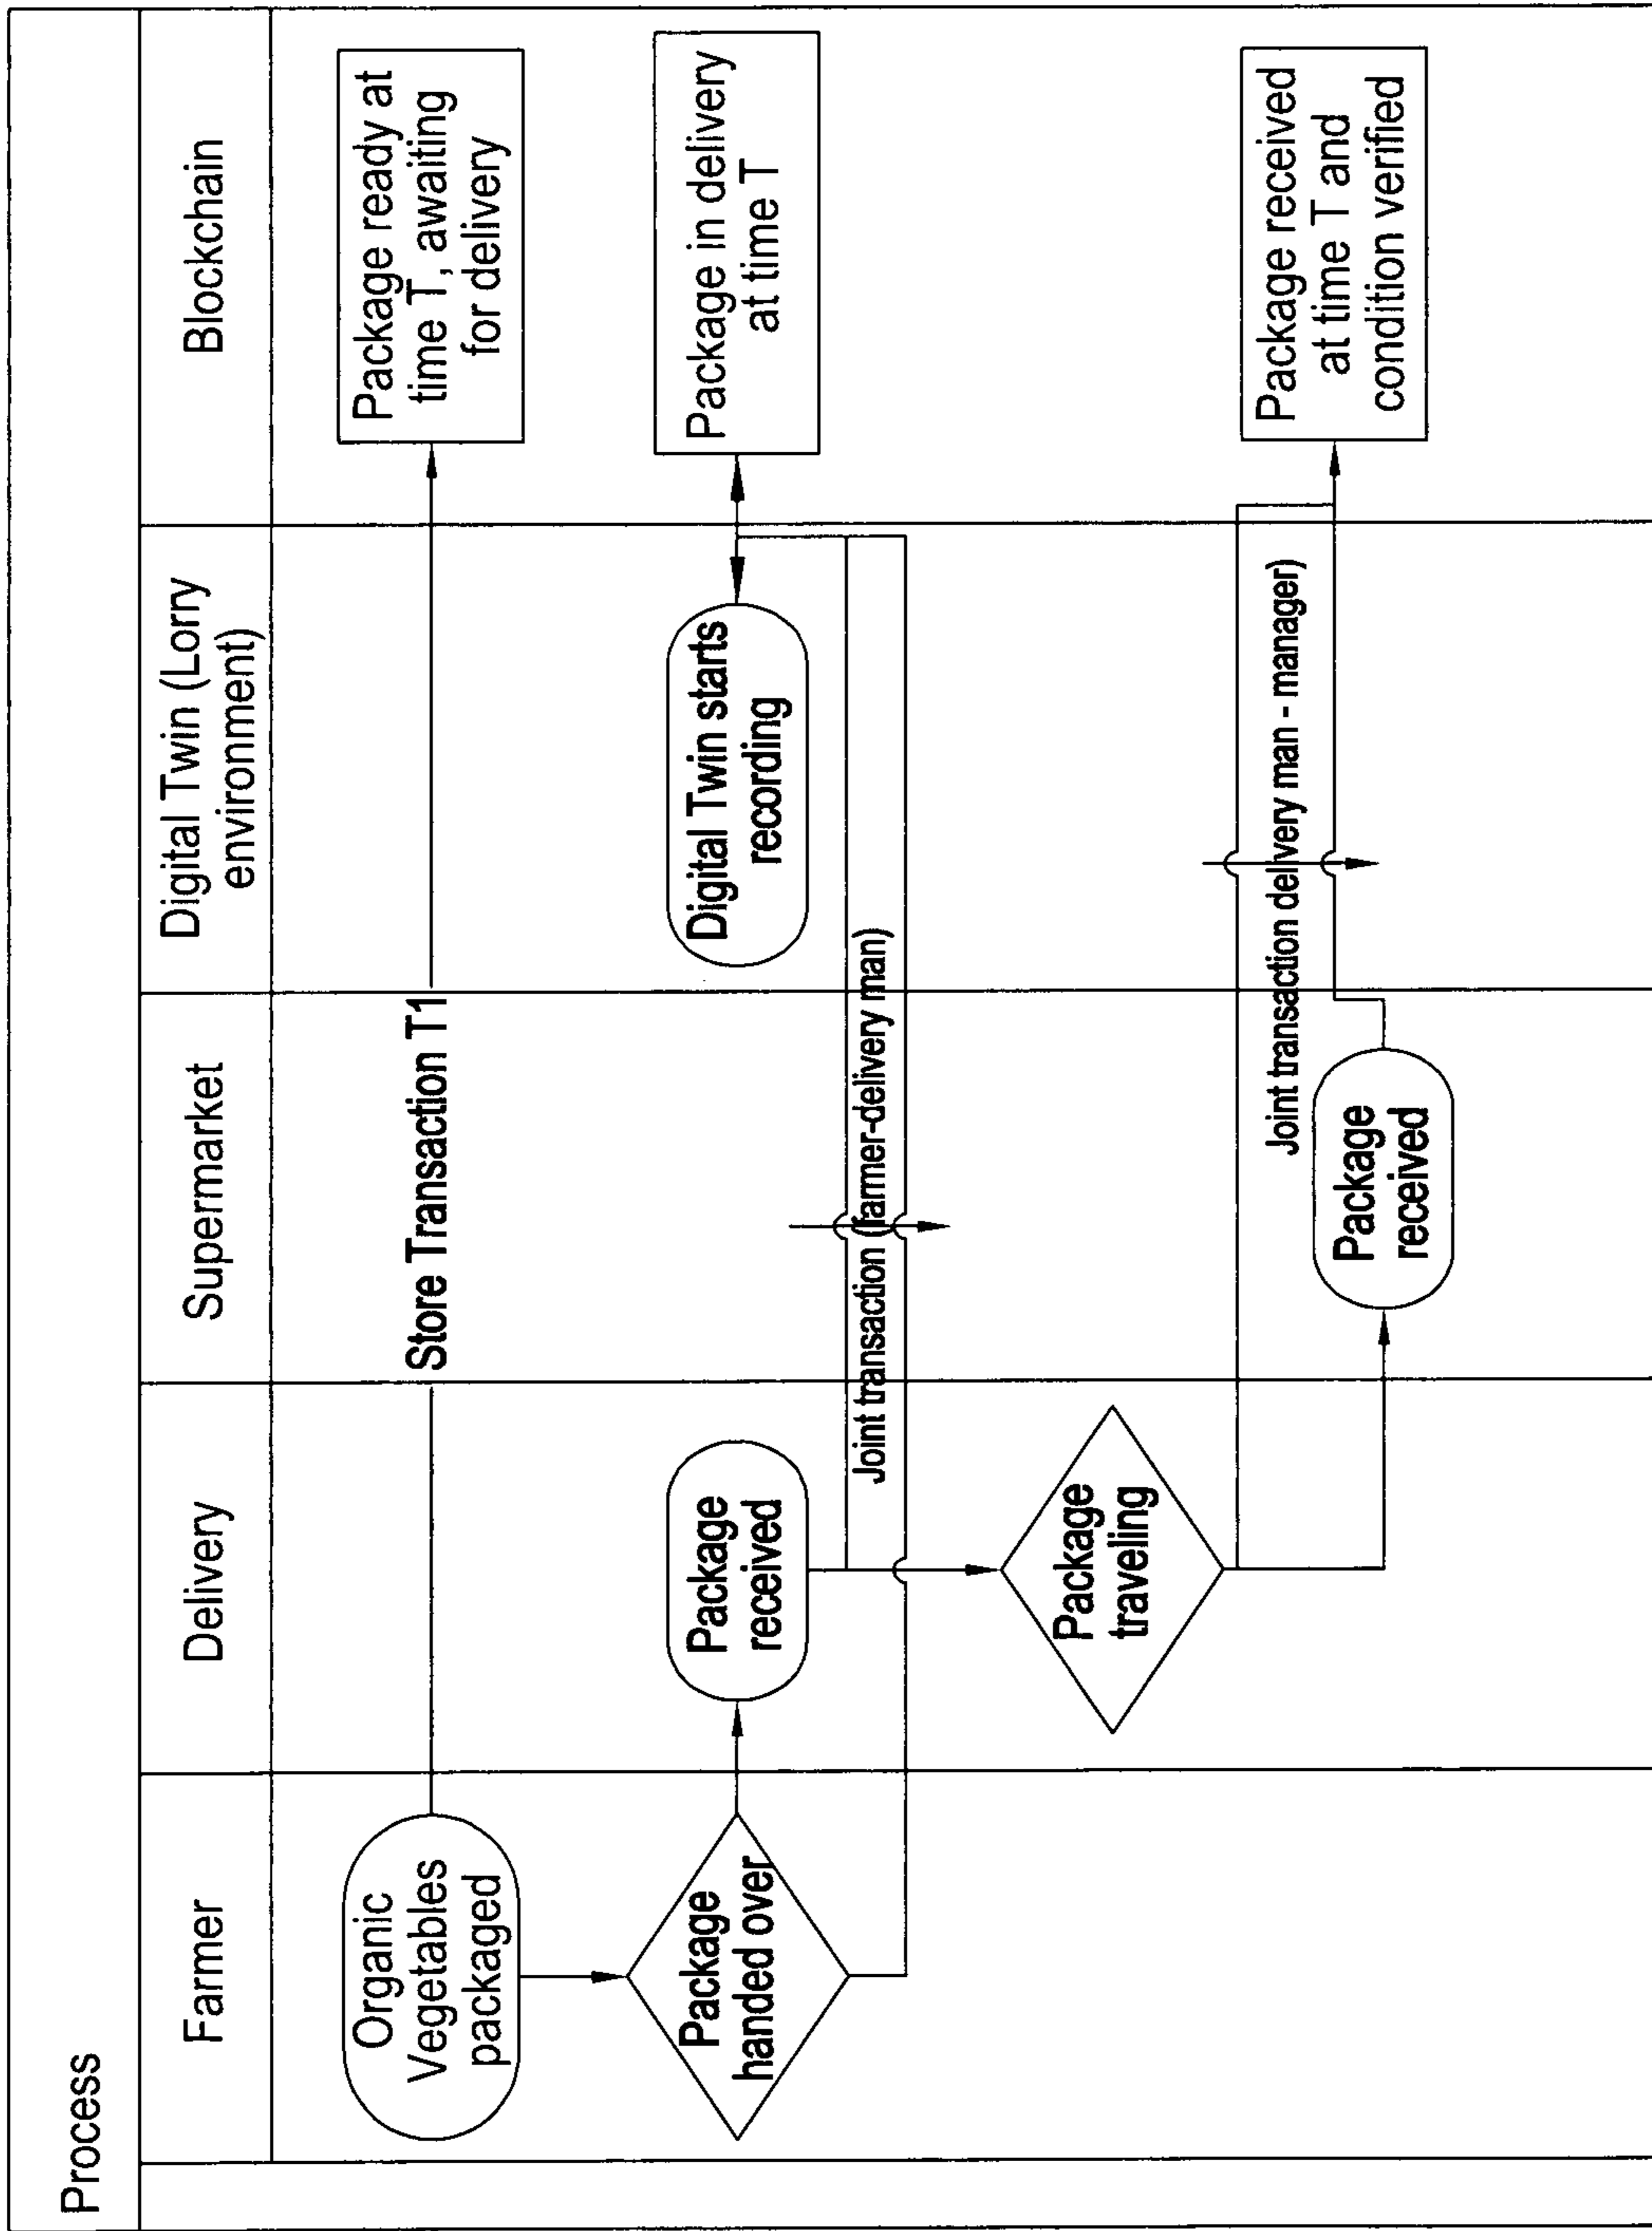 Process
Farmer
Delivery
Supermarket
Digital Twin (Lorry
environment)
Blockchain
Organic
Vegetables
packaged
Store Transaction T1
Package ready at
time T, awaiting
for delivery
Package
handed over
Package
received
Digital Twin starts
recording
Package in delivery
at time T
Joint transaction (farmer-delivery man)
Package
traveling
Joint transaction delivery man - manager)
Package
received
Package received
at time T and
condition verified